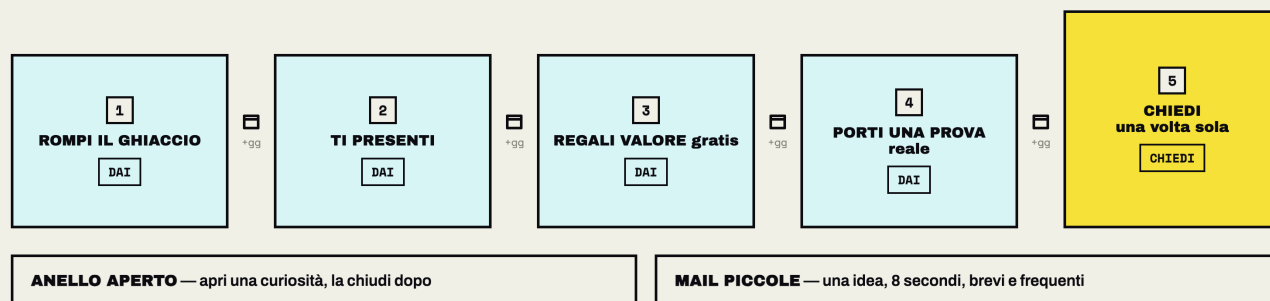 1
ROMPI IL GHIACCIO
DAI
+gg
2
TI PRESENTI
DAI
+gg
3
REGALI VALORE gratis
DAI
+gg
4
PORTI UNA PROVA
reale
DAI
+gg
5
CHIEDI
una volta sola
CHIEDI
ANELLO APERTO — apri una curiosità, la chiudi dopo
MAIL PICCOLE — una idea, 8 secondi, brevi e frequenti